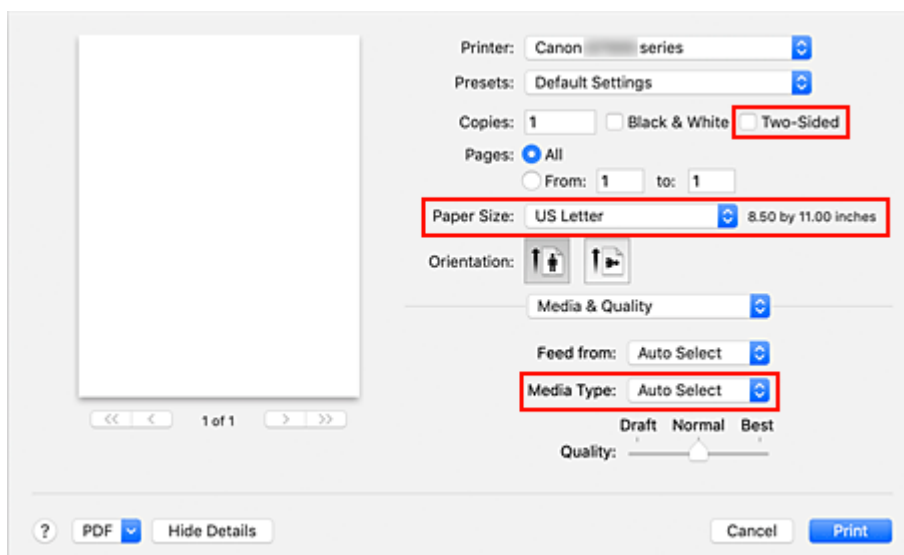 Printer: Canon series
Presets: Default Settings
Copies: 1 Black & White Two-Sided
Pages: All
From: 1 to: 1
Paper Size: US Letter 8.50 by 11.00 inches
Orientation:
Media & Quality
Feed from: Auto Select
Media Type: Auto Select
<< < 1 of 1 > >>
Draft Normal Best
Quality:
? PDF Hide Details Cancel Print